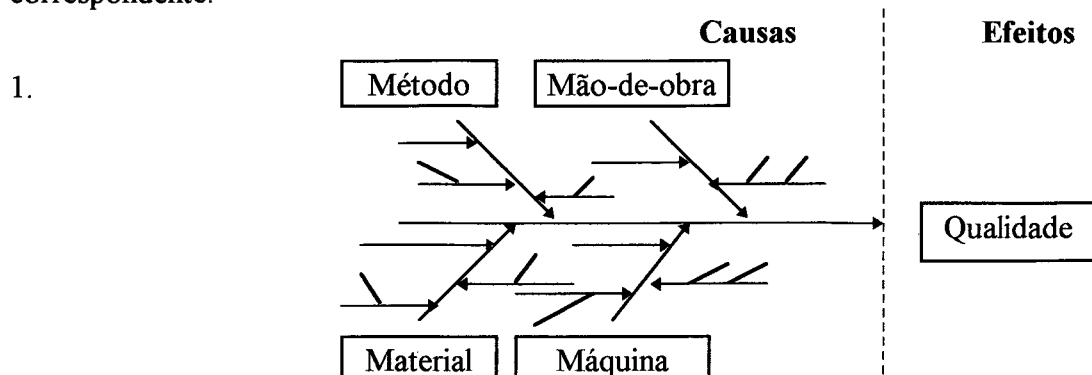 correspondente.
Causas Efeitos
1.
Método Mão-de-obra
Qualidade
Material Máquina